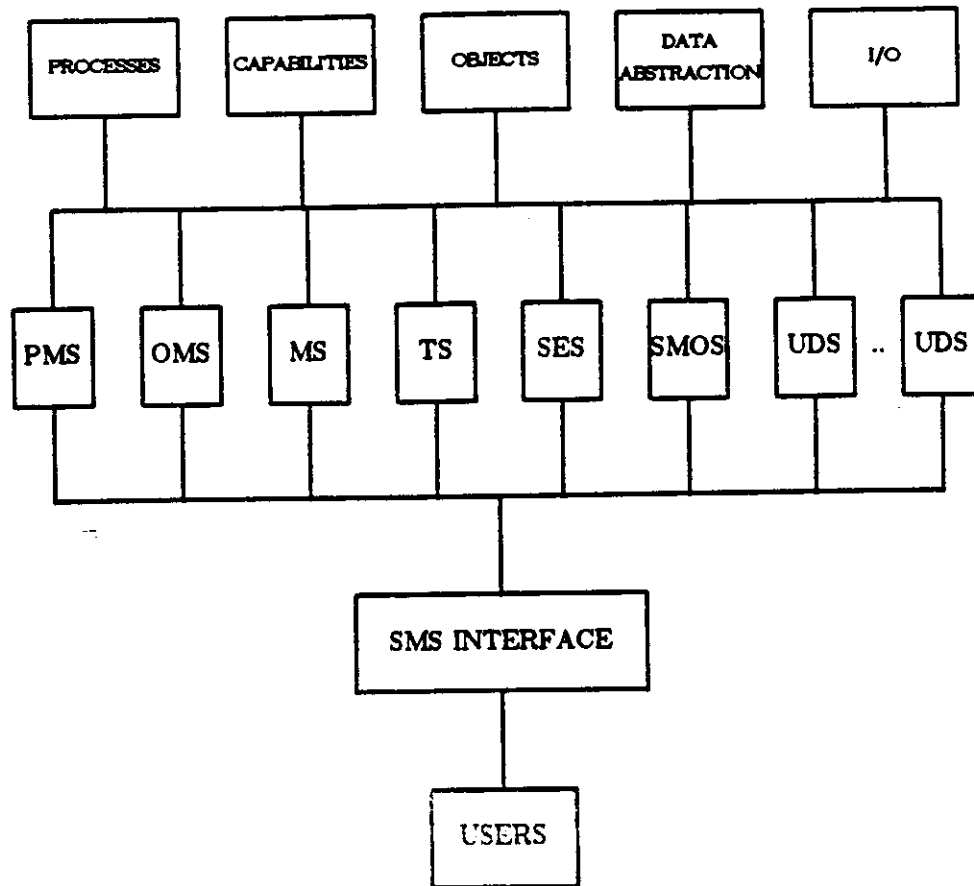 PROCESSES
CAPABILITIES
OBJECTS
DATA
ABSTRACTION
I/O
PMS
OMS
MS
TS
SES
SMOS
UDS
..
UDS
SMS INTERFACE
USERS